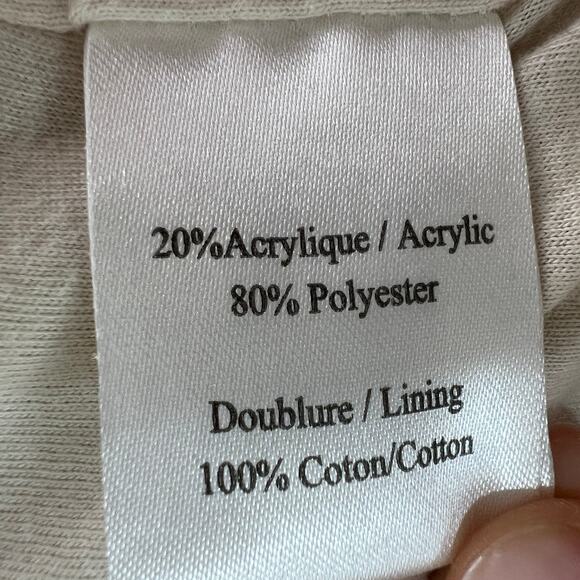 20%Acrylique / Acrylic
80% Polyester
Doublure / Lining
100% Coton/Cotton